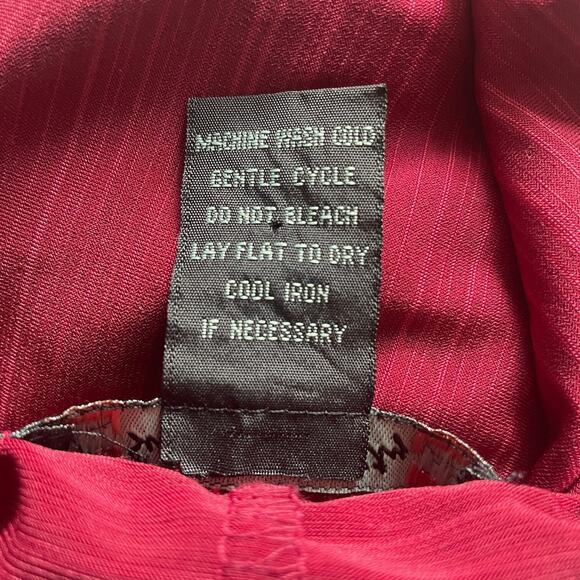 MACHINE WASH COLD
GENTLE CYCLE
DO NOT BLEACH
LAY FLAT TO DRY
COOL IRON
IF NECESSARY